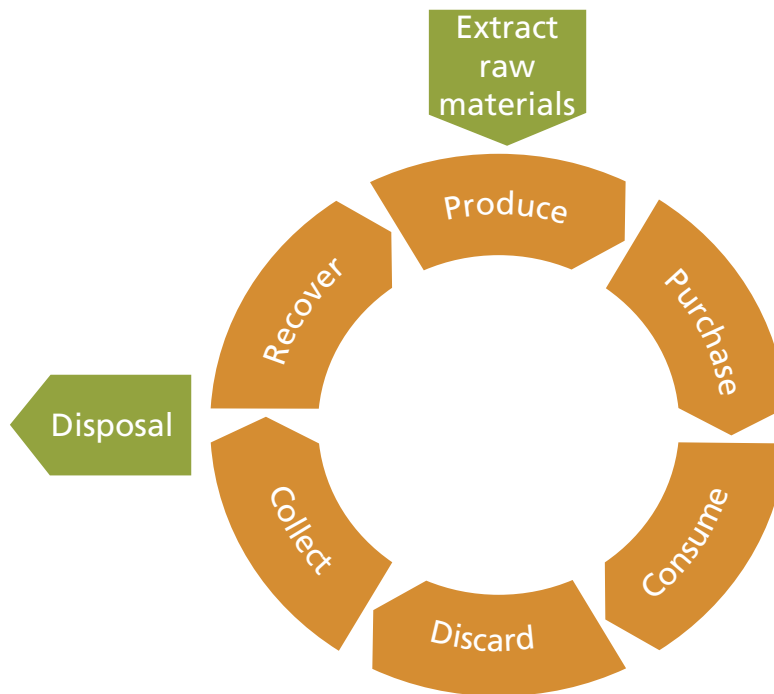 Extract
raw
materials
Produce
Purchase
Consume
Discard
Collect
Recover
Disposal